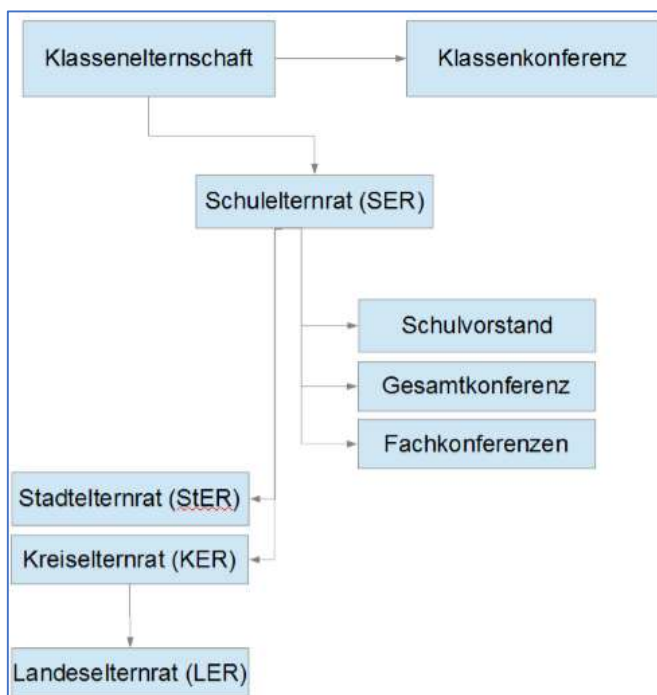 Klassenelternschaft
Klassenkonferenz
Schulelternrat (SER)
Schulvorstand
Gesamtkonferenz
Fachkonferenzen
Stadtelternrat (StER)
Kreiselternrat (KER)
Landeselternrat (LER)